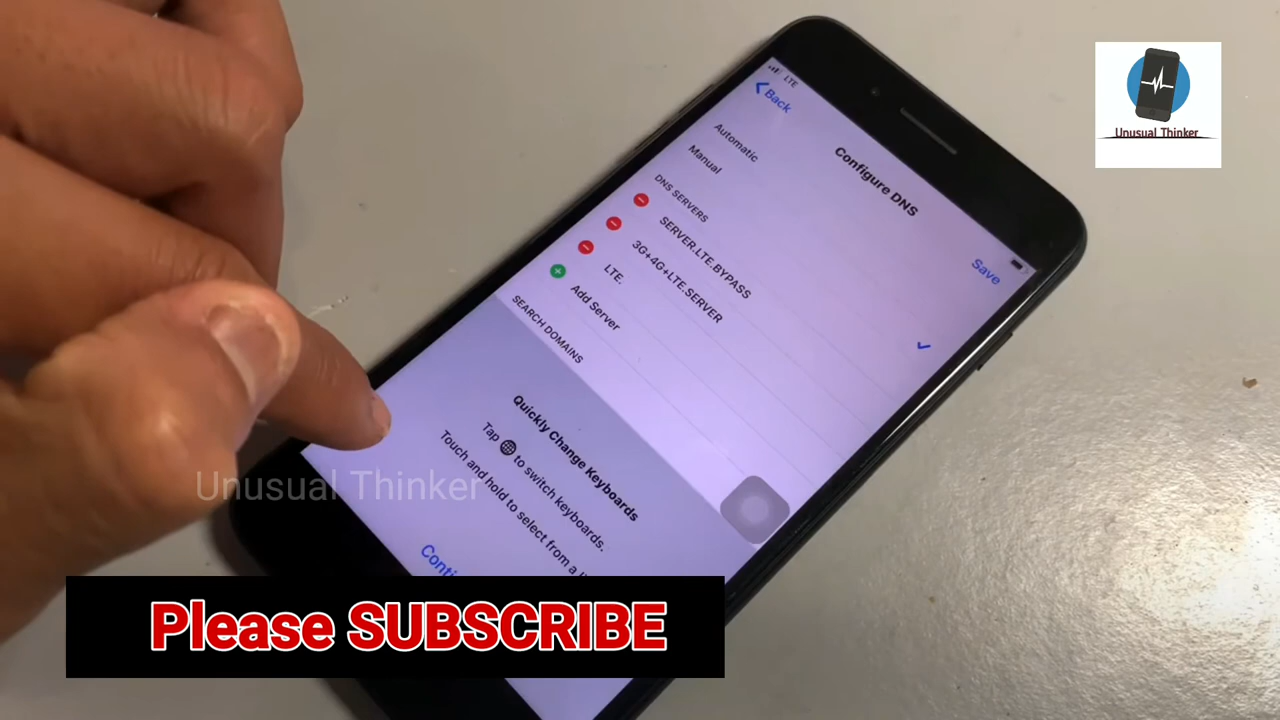 LTE
Back
Configure DNS
Save
Automatic
Manual
DNS SERVERS
SERVER.LTE.BYPASS
3G+4G+LTE.SERVER
LTE.
Add Server
SEARCH DOMAINS
Quickly Change Keyboards
Tap to switch keyboards.
Touch and hold to select from a
Unusual Thinker
Unusual Thinker
Please SUBSCRIBE